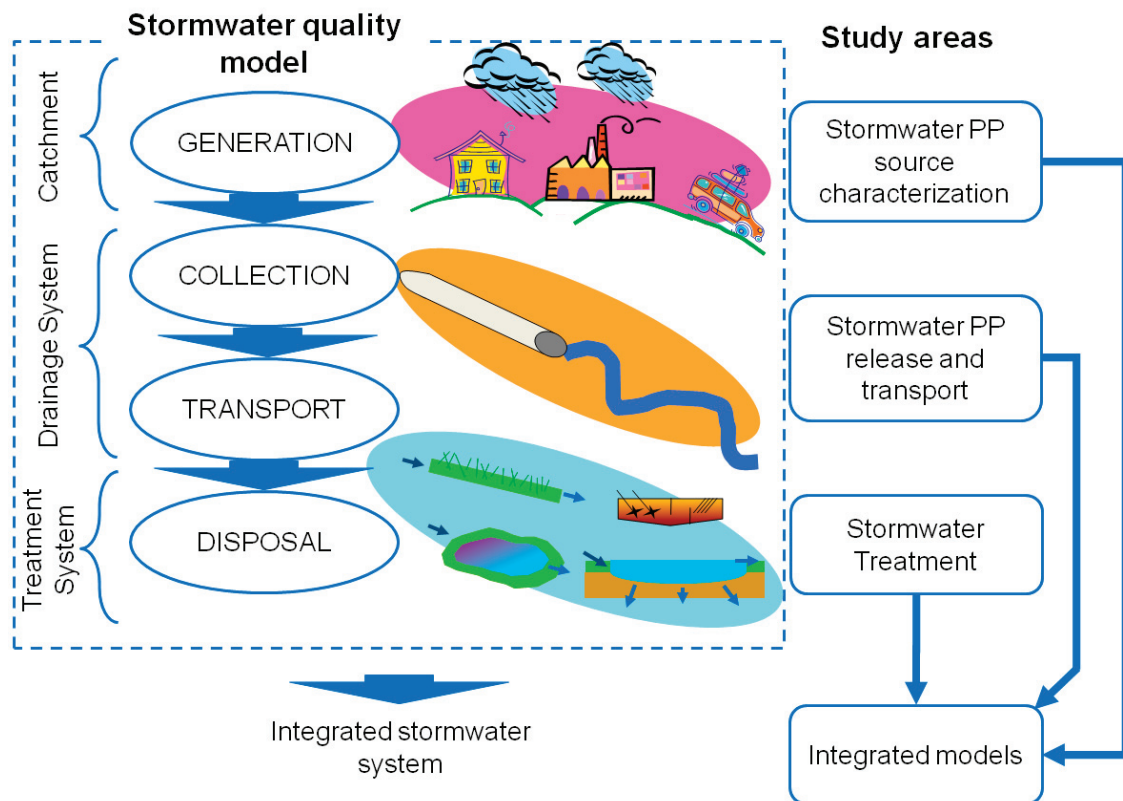 Stormwater quality
model
Study areas
Catchment
GENERATION
Stormwater PP
source
characterization
Drainage System
COLLECTION
TRANSPORT
Stormwater PP
release and
transport
Treatment
System
DISPOSAL
Stormwater
Treatment
Integrated stormwater
system
Integrated models